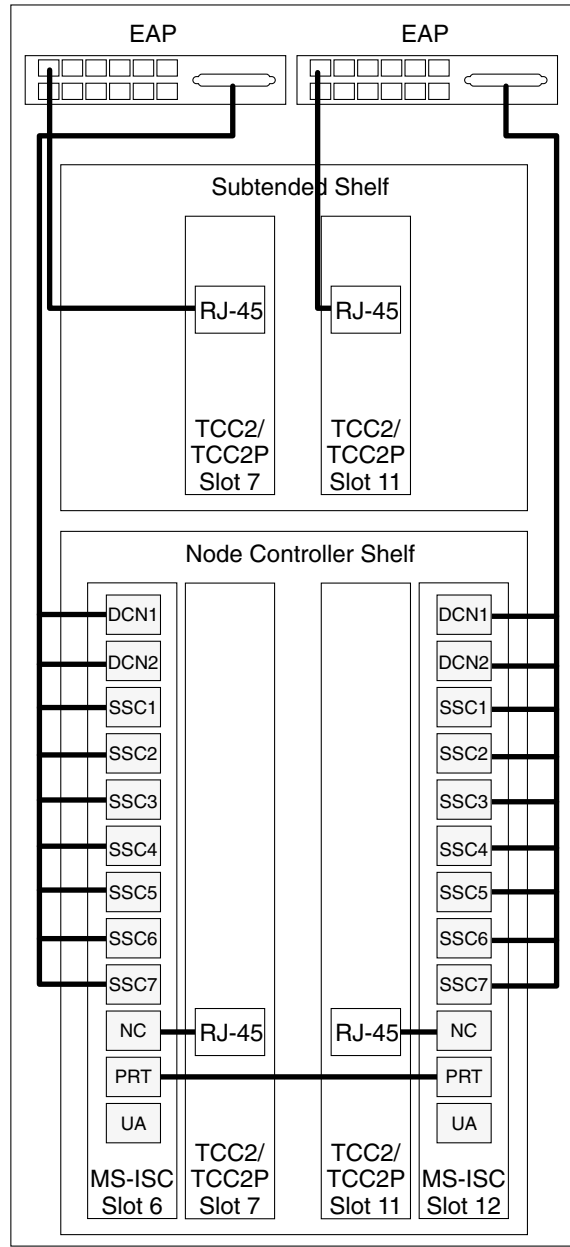 EAP
EAP
Subtended Shelf
RJ-45
RJ-45
TCC2/
TCC2P
Slot 7
TCC2/
TCC2P
Slot 11
Node Controller Shelf
DCN1
DCN2
SSC1
SSC2
SSC3
SSC4
SSC5
SSC6
SSC7
NC
PRT
UA
MS-ISC
Slot 6
RJ-45
TCC2/
TCC2P
Slot 7
RJ-45
TCC2/
TCC2P
Slot 11
DCN1
DCN2
SSC1
SSC2
SSC3
SSC4
SSC5
SSC6
SSC7
NC
PRT
UA
MS-ISC
Slot 12
145954